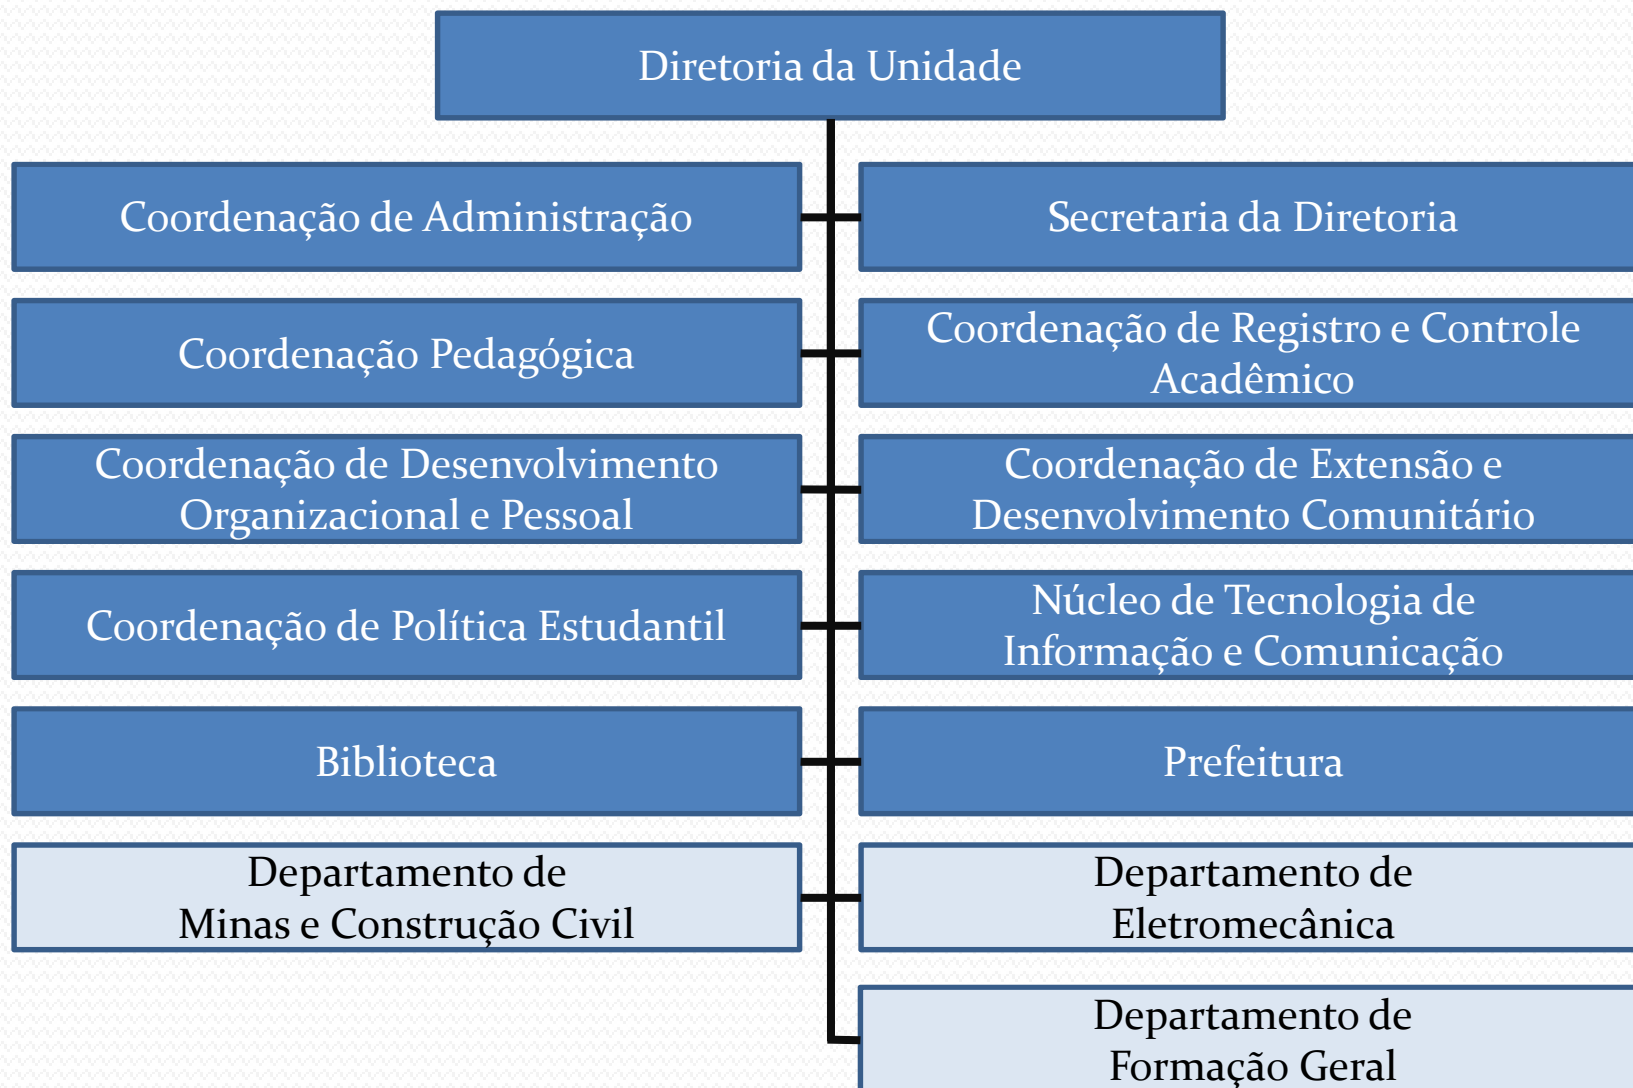 Diretoria da Unidade
Coordenação de Administração
Secretaria da Diretoria
Coordenação Pedagógica
Coordenação de Registro e Controle
Acadêmico
Coordenação de Desenvolvimento
Organizacional e Pessoal
Coordenação de Extensão e
Desenvolvimento Comunitário
Coordenação de Política Estudantil
Núcleo de Tecnologia de
Informação e Comunicação
Biblioteca
Prefeitura
Departamento de
Minas e Construção Civil
Departamento de
Eletromecânica
Departamento de
Formação Geral